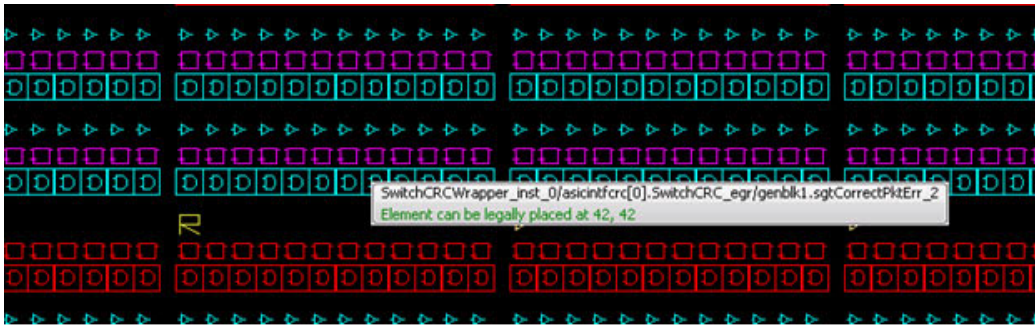 SwitchCRCWrapper_inst_0/asicintfcrc[0].SwitchCRC_egr/genblk1.sgtCorrectPktErr_2
Element can be legally placed at 42, 42
R